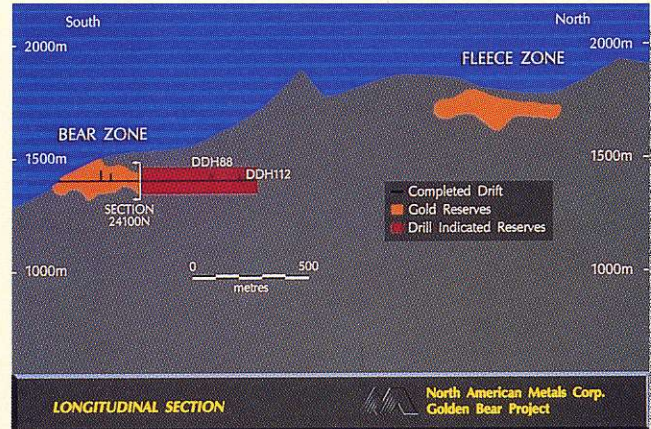 South
North
2000m
2000m
FLEECE ZONE
BEAR ZONE
1500m
1500m
DDH88
DDH112
SECTION
24100N
Completed Drift
Gold Reserves
Drill Indicated Reserves
1000m
1000m
0 500
metres
LONGITUDINAL SECTION
North American Metals Corp.
Golden Bear Project